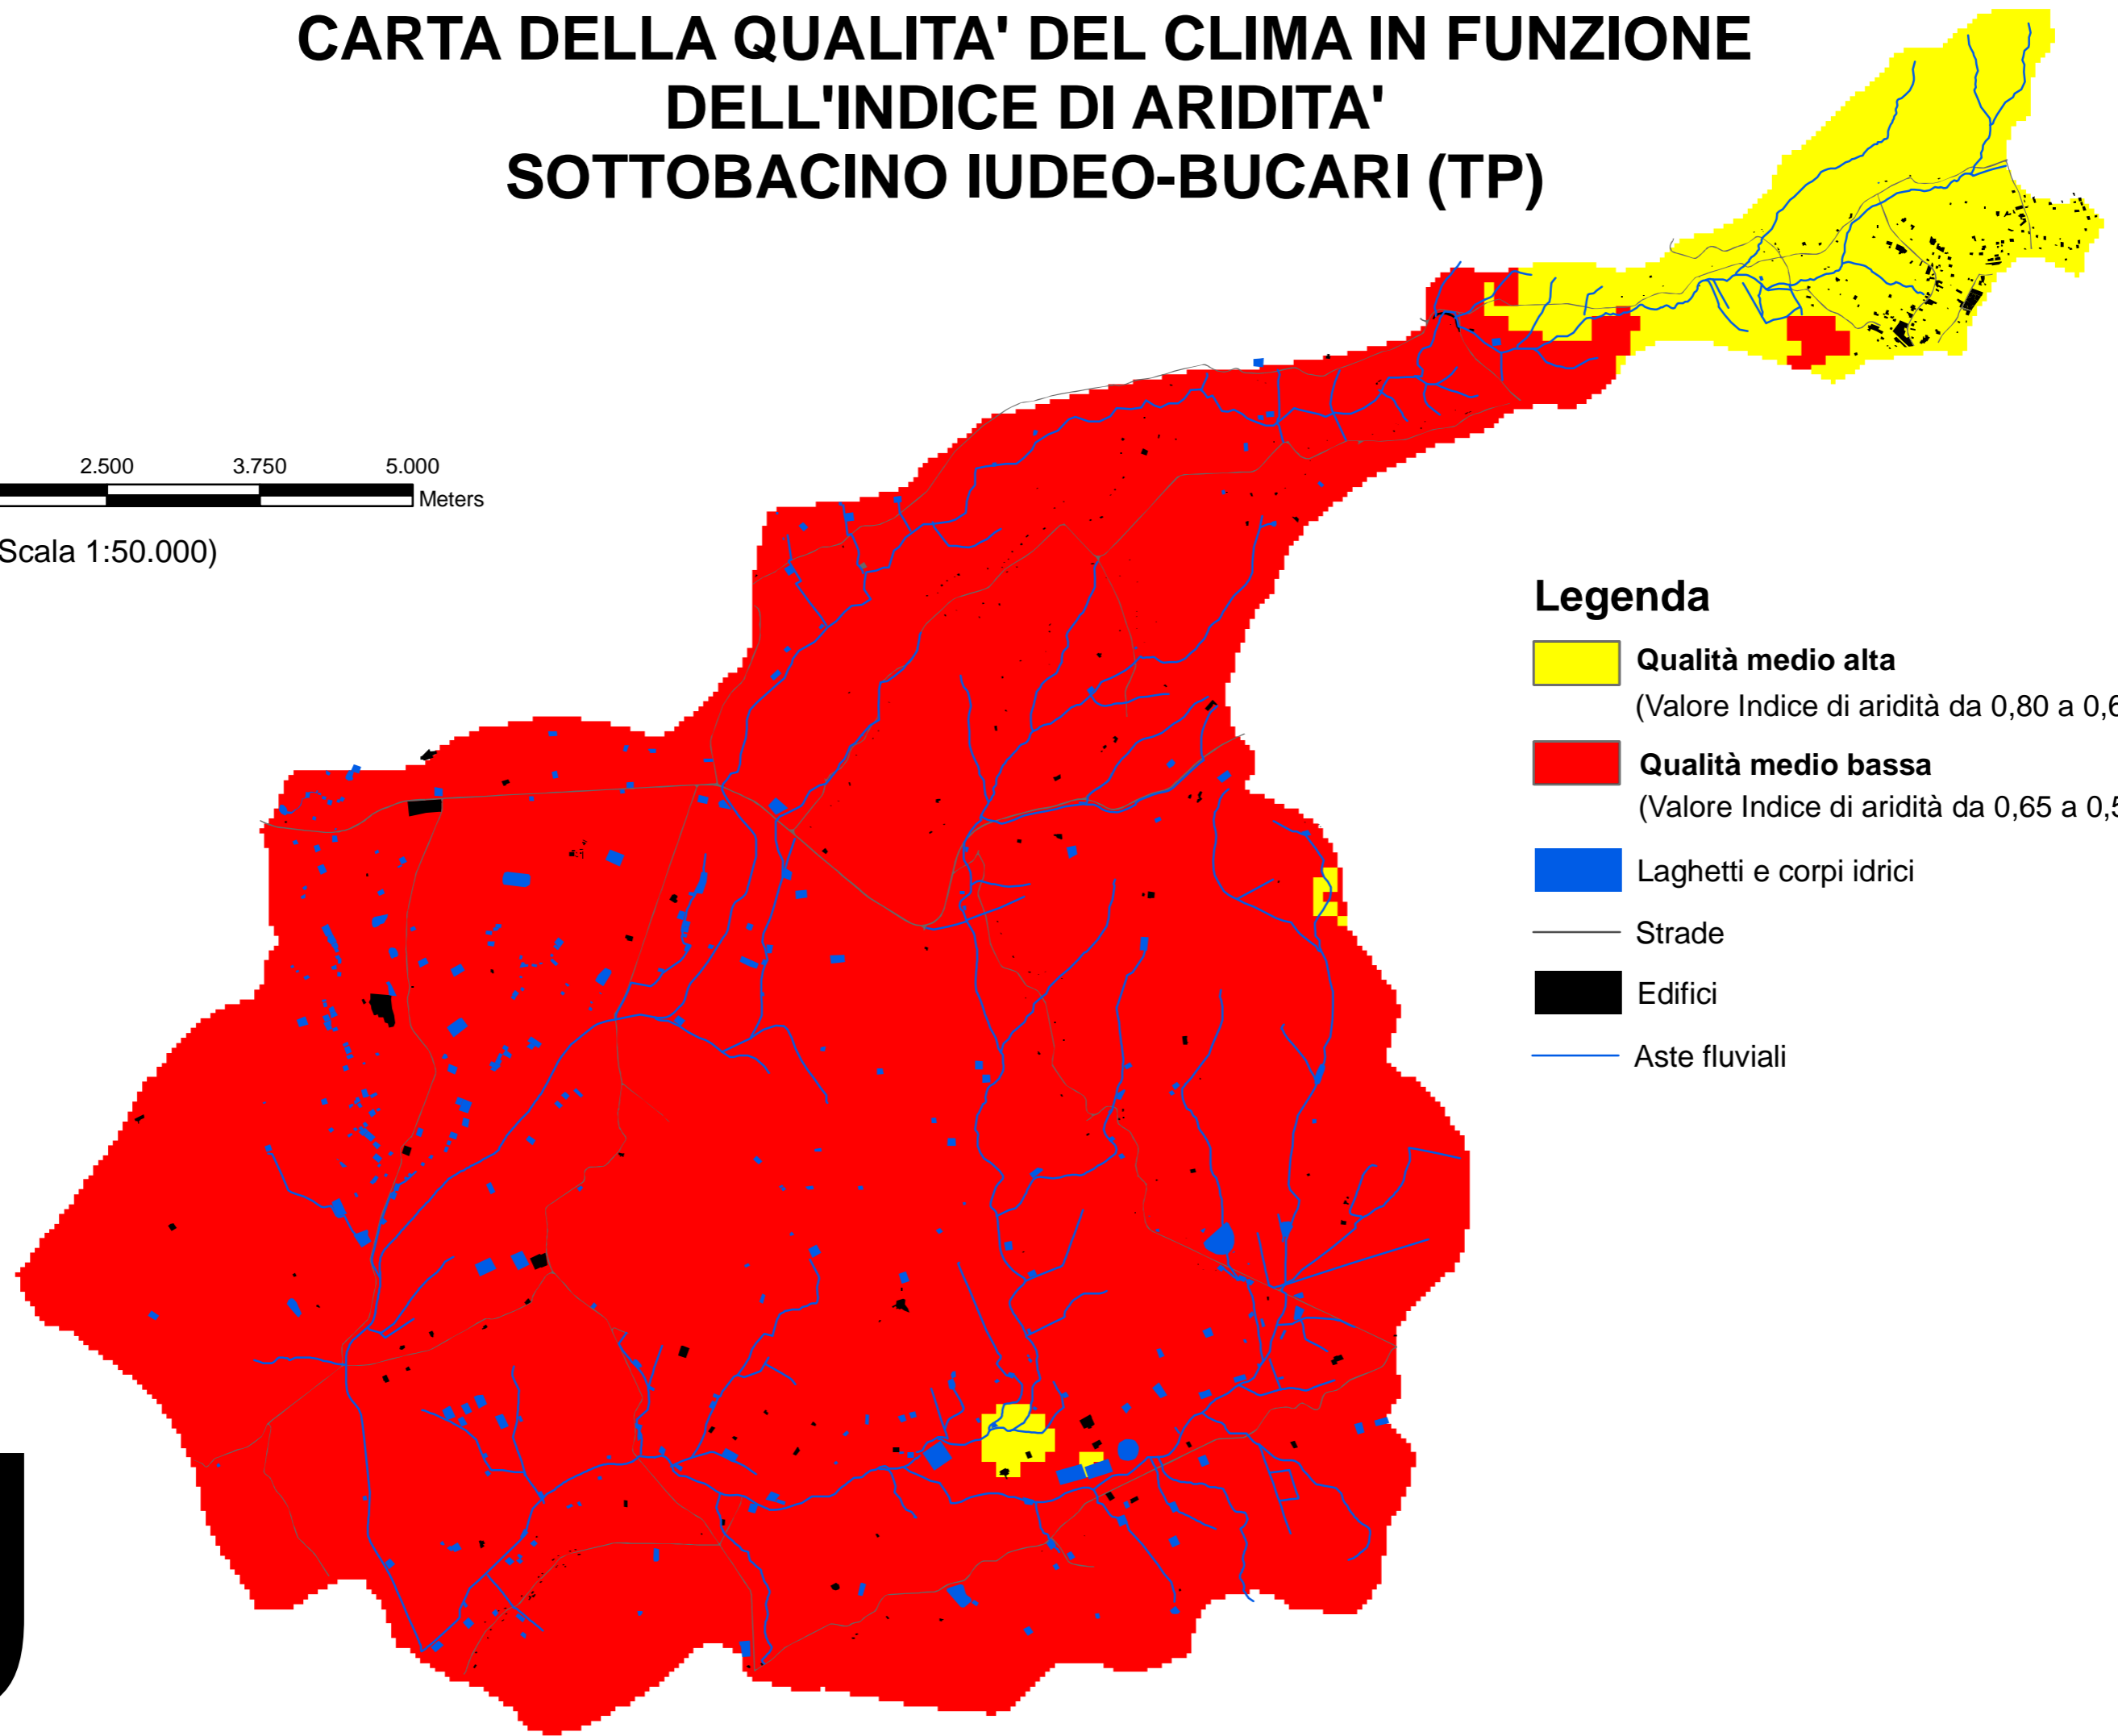 CARTA DELLA QUALITA' DEL CLIMA IN FUNZIONE
DELL'INDICE DI ARIDITA'
SOTTOBACINO IUDEO-BUCARI (TP)
2.500 3.750 5.000
Meters
Scala 1:50.000)
Legenda
Qualità medio alta
(Valore Indice di aridità da 0,80 a 0,6
Qualità medio bassa
(Valore Indice di aridità da 0,65 a 0,5
Laghetti e corpi idrici
Strade
Edifici
Aste fluviali